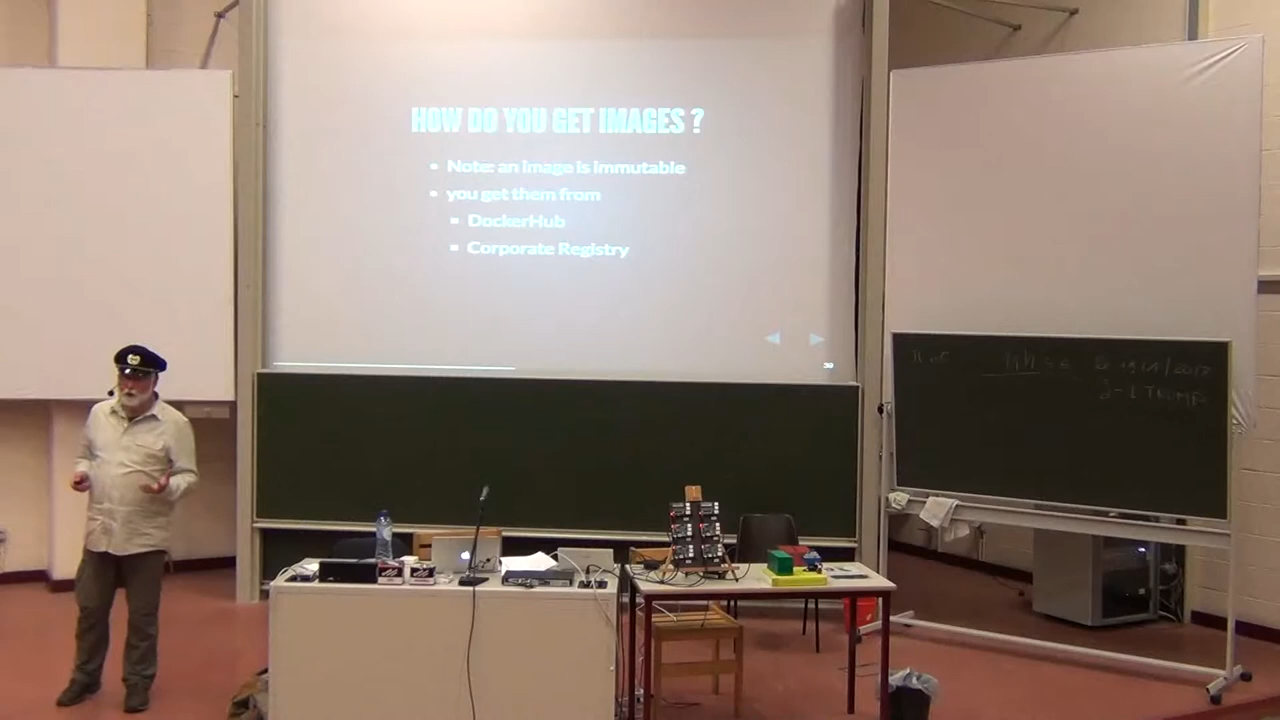 HOW DO YOU GET IMAGES ?
Note: an image is immutable
you get them from
DockerHub
Corporate Registry